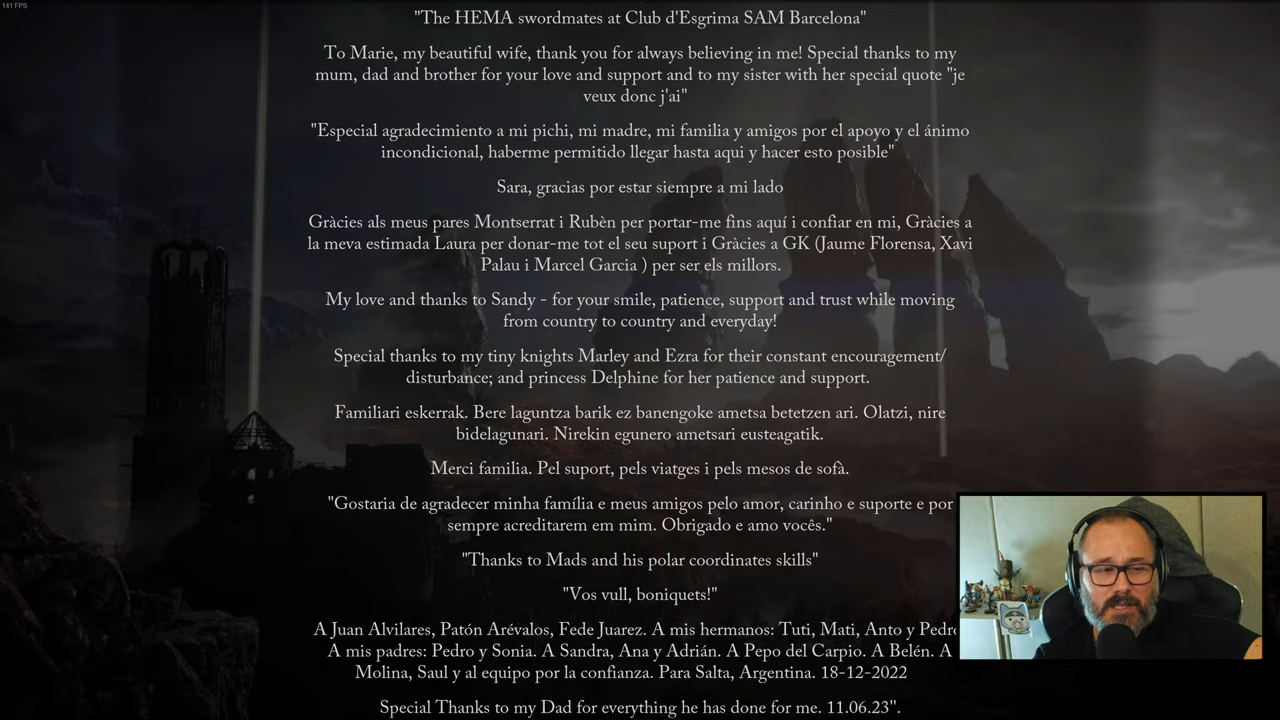 141 FPS
"The HEMA swordmates at Club d'Esgrima SAM Barcelona"
To Marie, my beautiful wife, thank you for always believing in me! Special thanks to my
mum, dad and brother for your love and support and to my sister with her special quote "je
veux donc j'ai"
"Especial agradecimiento a mi pichi, mi madre, mi familia y amigos por el apoyo y el ánimo
incondicional, haberme permitido llegar hasta aqui y hacer esto posible"
Sara, gracias por estar siempre a mi lado
Gràcies als meus pares Montserrat i Rubèn per portar-me fins aquí i confiar en mi, Gràcies a
la meva estimada Laura per donar-me tot el seu suport i Gràcies a GK (Jaume Florensa, Xavi
Palau i Marcel Garcia ) per ser els millors.
My love and thanks to Sandy - for your smile, patience, support and trust while moving
from country to country and everyday!
Special thanks to my tiny knights Marley and Ezra for their constant encouragement/
disturbance; and princess Delphine for her patience and support.
Familiari eskerrak. Bere laguntza barik ez banengoke ametsa betetzen ari. Olatzi, nire
bidelagunari. Nirekin egunero ametsari eusteagatik.
Merci familia. Pel suport, pels viatges i pels mesos de sofà.
"Gostaria de agradecer minha família e meus amigos pelo amor, carinho e suporte e por
sempre acreditarem em mim. Obrigado e amo vocês."
"Thanks to Mads and his polar coordinates skills"
"Vos vull, boniquets!"
A Juan Alvilares, Patón Arévalos, Fede Juarez. A mis hermanos: Tuti, Mati, Anto y Pedro
A mis padres: Pedro y Sonia. A Sandra, Ana y Adrián. A Pepo del Carpio. A Belén. A
Molina, Saul y al equipo por la confianza. Para Salta, Argentina. 18-12-2022
Special Thanks to my Dad for everything he has done for me. 11.06.23".